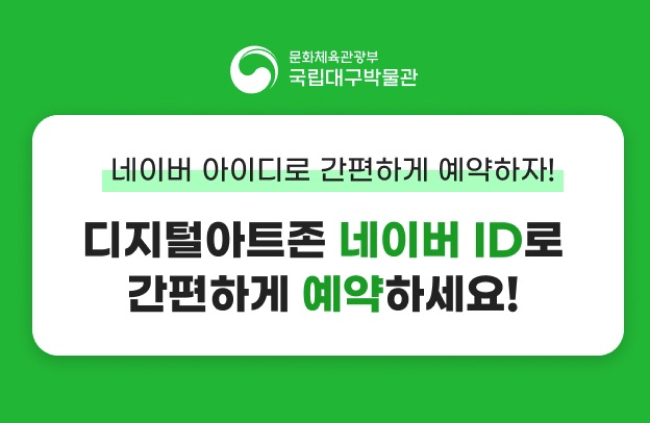 문화체육관광부
국립대구박물관
네이버 아이디로 간편하게 예약하자!
디지털아트존 네이버 ID로
간편하게 예약하세요!